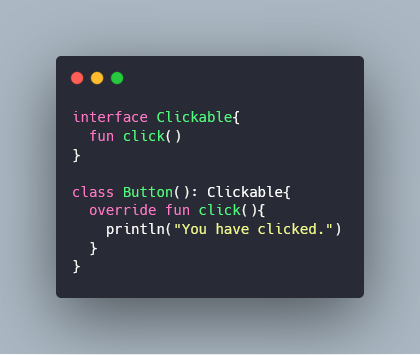 interface Clickable{
  fun click()
}

class Button(): Clickable{
  override fun click(){
    println("You have clicked.")
  }
}